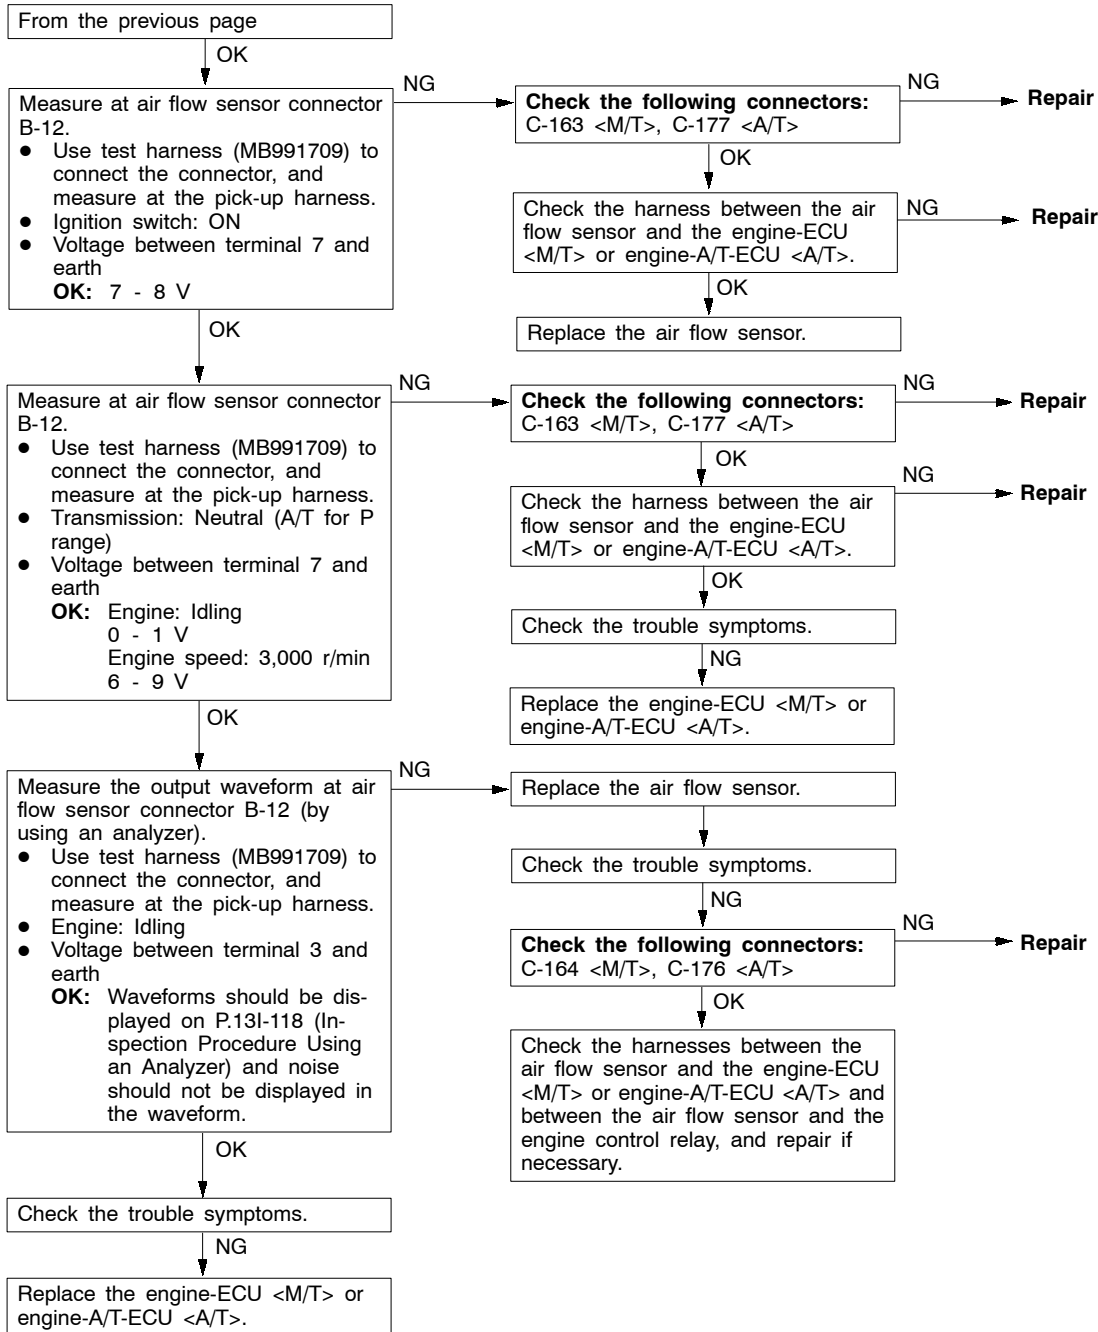 From the previous page
OK
Measure at air flow sensor connector
B-12.
● Use test harness (MB991709) to
connect the connector, and
measure at the pick-up harness.
● Ignition switch: ON
● Voltage between terminal 7 and
earth
OK: 7 - 8 V
NG
Check the following connectors:
C-163 <M/T>, C-177 <A/T>
NG
Repair
OK
Check the harness between the air
flow sensor and the engine-ECU
<M/T> or engine-A/T-ECU <A/T>.
NG
Repair
OK
Replace the air flow sensor.
OK
Measure at air flow sensor connector
B-12.
● Use test harness (MB991709) to
connect the connector, and
measure at the pick-up harness.
● Transmission: Neutral (A/T for P
range)
● Voltage between terminal 7 and
earth
OK: Engine: Idling
0 - 1 V
Engine speed: 3,000 r/min
6 - 9 V
NG
Check the following connectors:
C-163 <M/T>, C-177 <A/T>
NG
Repair
OK
Check the harness between the air
flow sensor and the engine-ECU
<M/T> or engine-A/T-ECU <A/T>.
NG
Repair
OK
Check the trouble symptoms.
NG
Replace the engine-ECU <M/T> or
engine-A/T-ECU <A/T>.
OK
Measure the output waveform at air
flow sensor connector B-12 (by
using an analyzer).
● Use test harness (MB991709) to
connect the connector, and
measure at the pick-up harness.
● Engine: Idling
● Voltage between terminal 3 and
earth
OK: Waveforms should be dis-
played on P.13I-118 (In-
spection Procedure Using
an Analyzer) and noise
should not be displayed in
the waveform.
NG
Replace the air flow sensor.
Check the trouble symptoms.
NG
Check the following connectors:
C-164 <M/T>, C-176 <A/T>
NG
Repair
OK
Check the harnesses between the
air flow sensor and the engine-ECU
<M/T> or engine-A/T-ECU <A/T> and
between the air flow sensor and the
engine control relay, and repair if
necessary.
OK
Check the trouble symptoms.
NG
Replace the engine-ECU <M/T> or
engine-A/T-ECU <A/T>.